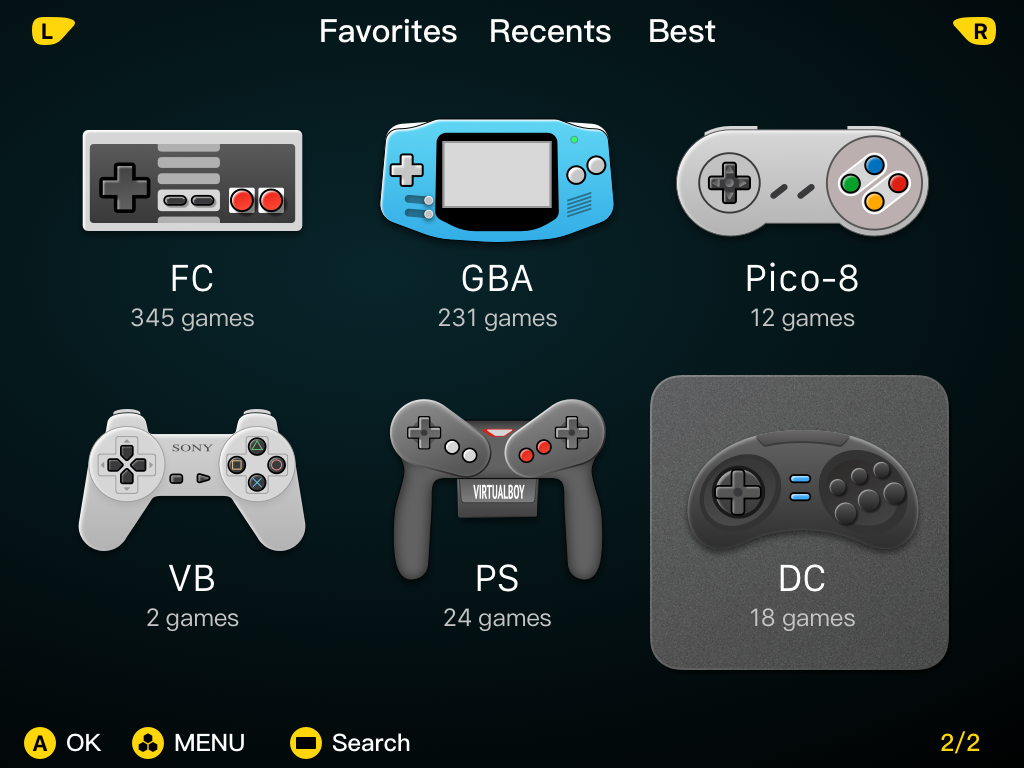 L Favorites Recents Best R
FC GBA Pico-8
345 games 231 games 12 games
SONY
VIRTUALBOY
VB PS DC
2 games 24 games 18 games
A OK MENU Search 2/2